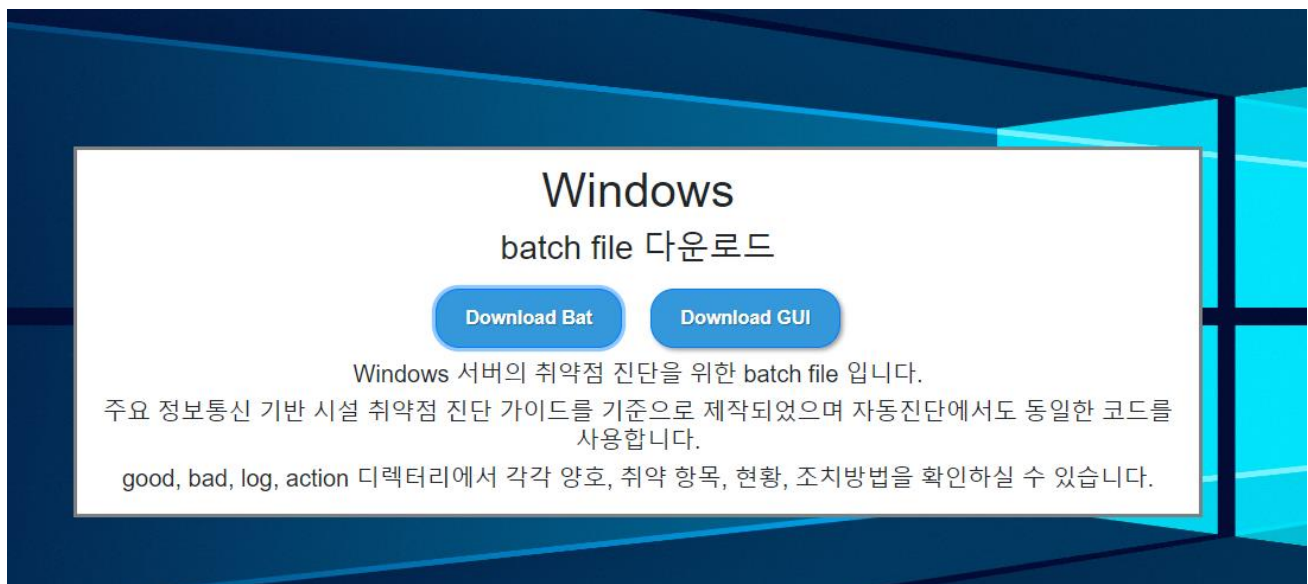 Windows
batch file 다운로드
Download Bat
Download GUI
Windows 서버의 취약점 진단을 위한 batch file 입니다.
주요 정보통신 기반 시설 취약점 진단 가이드를 기준으로 제작되었으며 자동진단에서도 동일한 코드를
사용합니다.
good, bad, log, action 디렉터리에서 각각 양호, 취약 항목, 현황, 조치방법을 확인하실 수 있습니다.